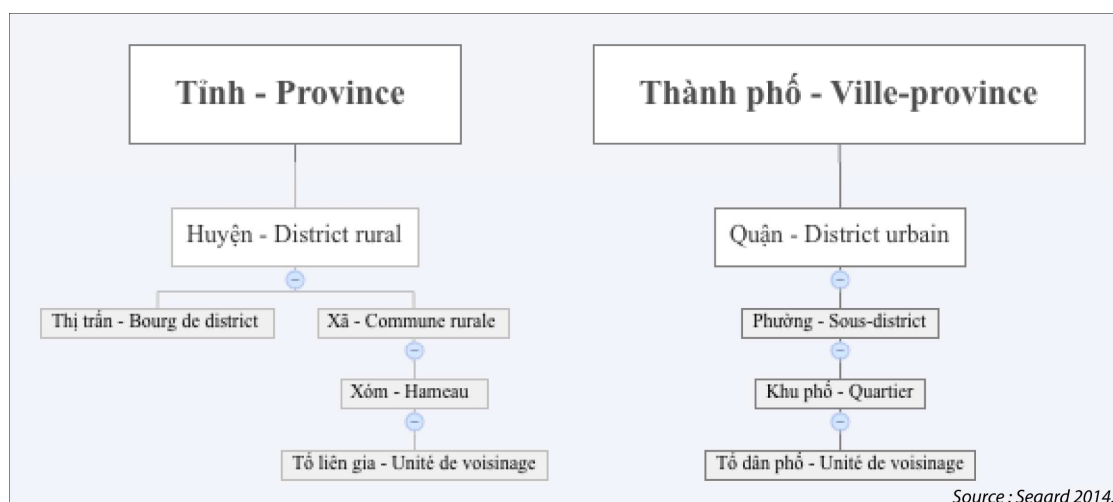 Tỉnh - Province
Thành phố - Ville-province
Huyện - District rural
Quận - District urbain
Thị trấn - Bourg de district
Xã - Commune rurale
Phường - Sous-district
Xóm - Hameau
Khu phố - Quartier
Tổ liên gia - Unité de voisinage
Tổ dân phố - Unité de voisinage
Source : Segard 2014.